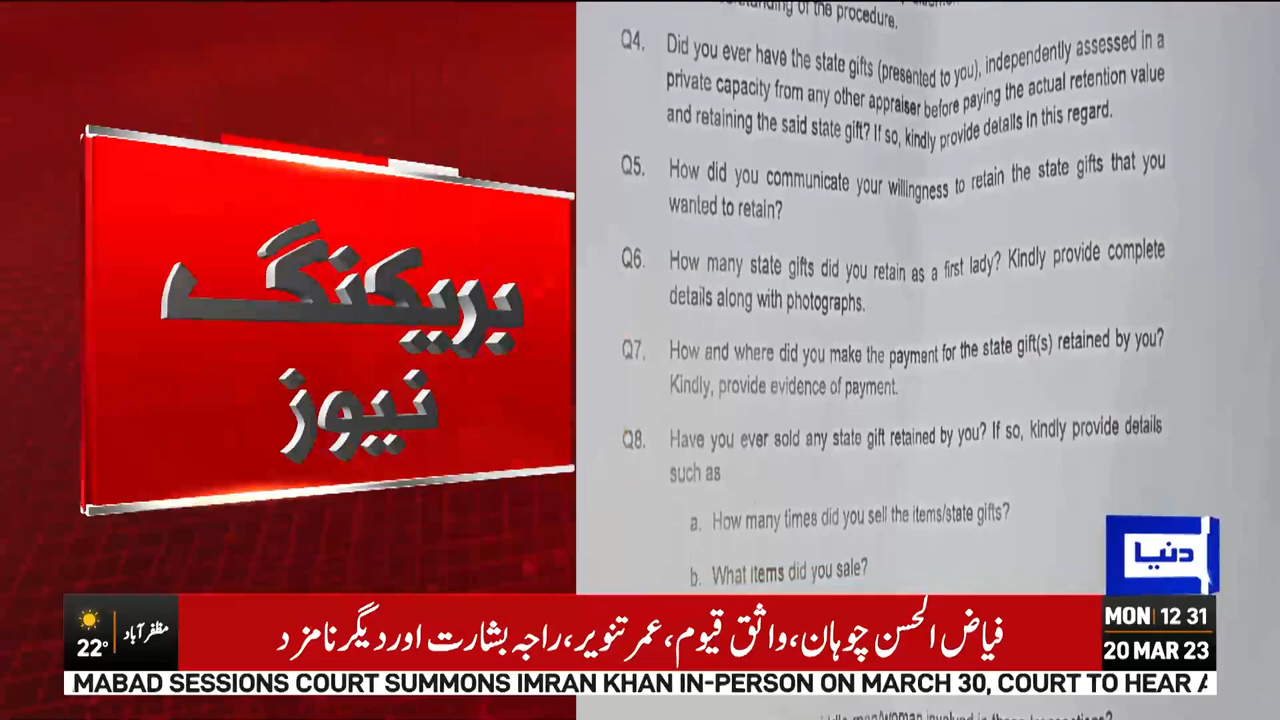 بریکنگ
نیوز
of the procedure.
Q4. Did you ever have the state gifts (presented to you), independently assessed in a
private capacity from any other appraiser before paying the actual retention value
and retaining the said state gift? If so, kindly provide details in this regard.
Q5. How did you communicate your willingness to retain the state gifts that you
wanted to retain?
Q6. How many state gifts did you retain as a first lady? Kindly provide complete
details along with photographs.
Q7. How and where did you make the payment for the state gift(s) retained by you?
Kindly, provide evidence of payment.
Q8. Have you ever sold any state gift retained by you? If so, kindly provide details
such as
a. How many times did you sell the items/state gifts?
b. What items did you sale?
دنیا
22°
مظفر آباد
فیاض الحسن چوہان، واثق قیوم، عمر تنویر، راجہ بشارت اور دیگر نامزد
MON 12 31
20 MAR 23
MABAD SESSIONS COURT SUMMONS IMRAN KHAN IN-PERSON ON MARCH 30, COURT TO HEAR